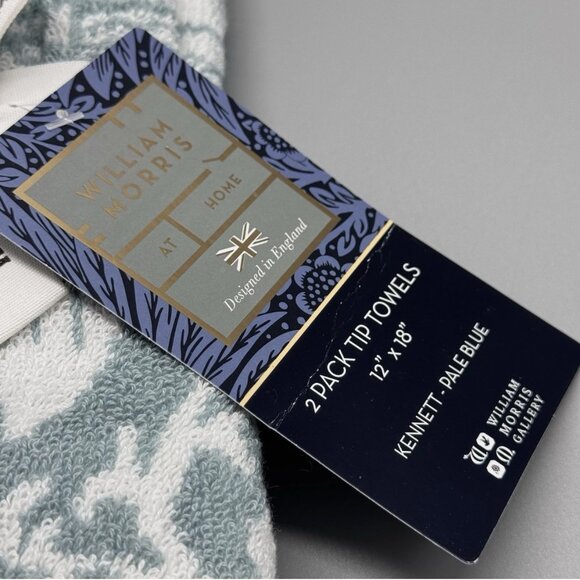 WILLIAM
MORRIS
AT HOME
Designed in England
2 PACK TIP TOWELS
12" x 18"
KENNETT - PALE BLUE
WILLIAM
MORRIS
GALLERY